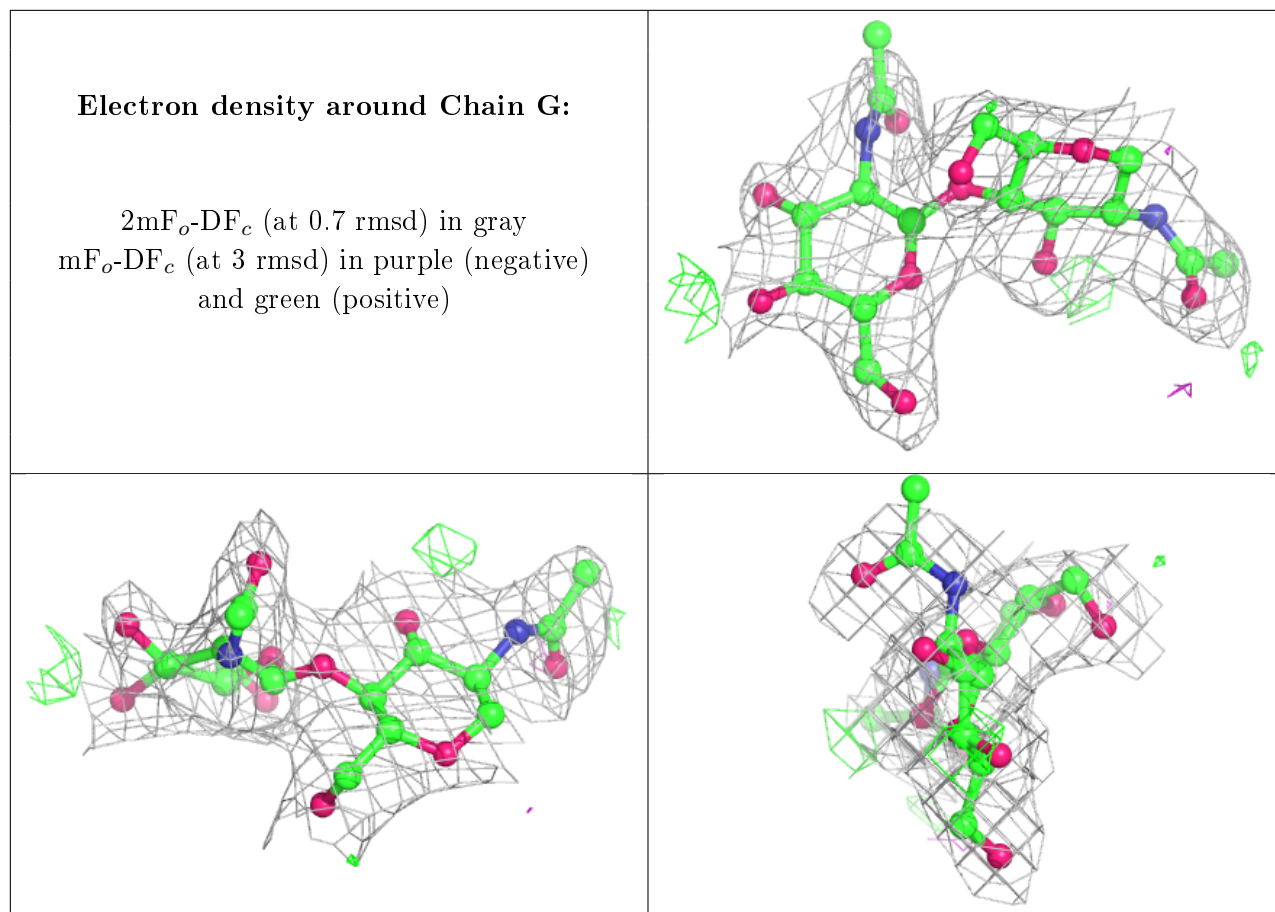 Electron density around Chain G:
2mFo-DFc (at 0.7 rmsd) in gray
mFo-DFc (at 3 rmsd) in purple (negative)
and green (positive)